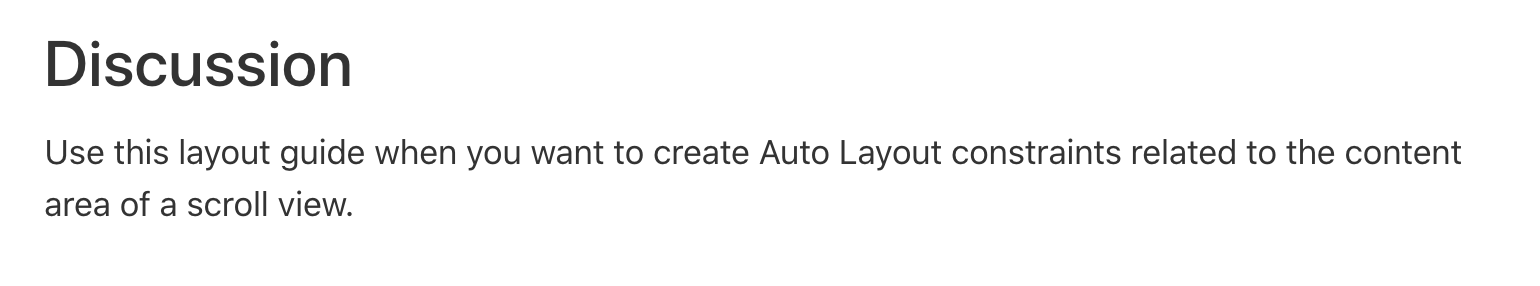 Discussion
Use this layout guide when you want to create Auto Layout constraints related to the content
area of a scroll view.